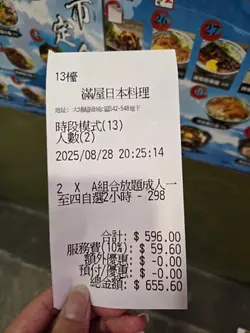 13檯
滿屋日本料理
時段模式(13)
人數(2)
2025/08/28 20:25:14
2 X A組合放題成人一
至四自選2小時 - 298
合計: $ 596.00
服務費(10%): $ 59.60
額外優惠: $ -0.00
預付/優惠: $ -0.00
總金額: $ 655.60